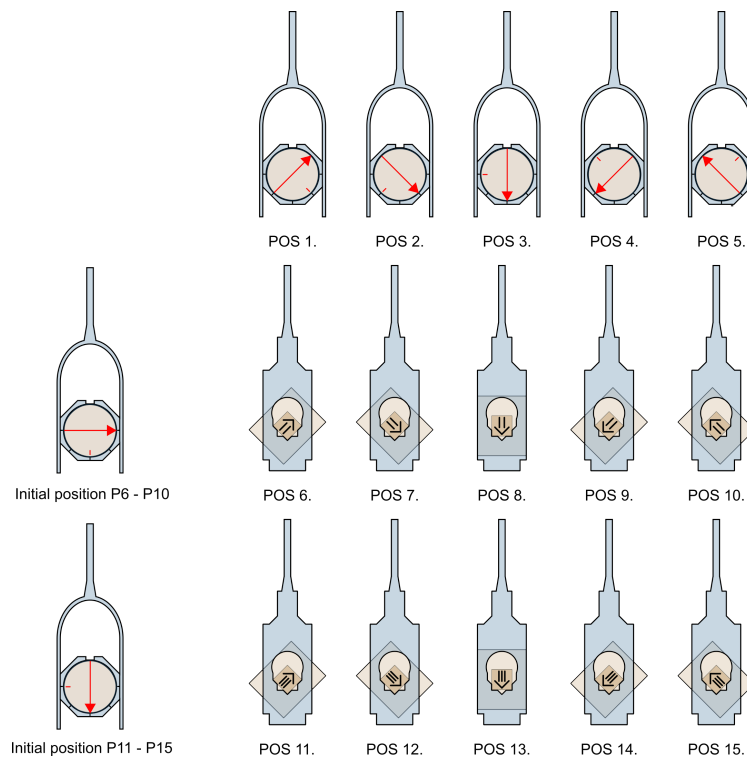 POS 1. POS 2. POS 3. POS 4. POS 5.
Initial position P6 - P10 POS 6. POS 7. POS 8. POS 9. POS 10.
Initial position P11 - P15 POS 11. POS 12. POS 13. POS 14. POS 15.